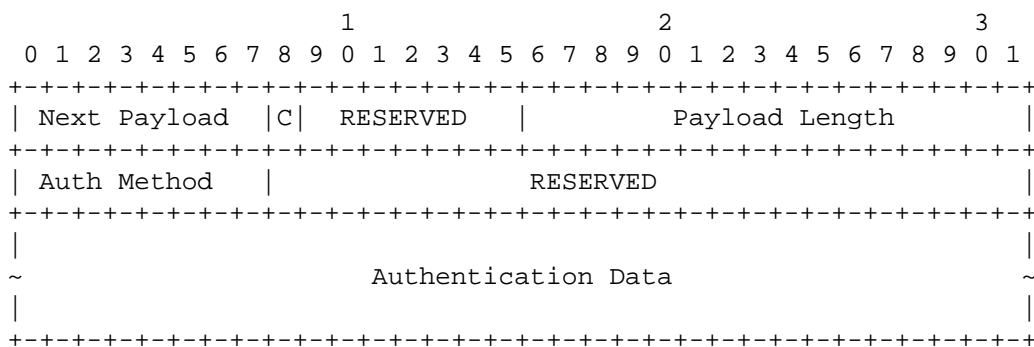 1                   2                   3
 0 1 2 3 4 5 6 7 8 9 0 1 2 3 4 5 6 7 8 9 0 1 2 3 4 5 6 7 8 9 0 1
+-+-+-+-+-+-+-+-+-+-+-+-+-+-+-+-+-+-+-+-+-+-+-+-+-+-+-+-+-+-+-+-+
| Next Payload  |C|  RESERVED   |         Payload Length        |
+-+-+-+-+-+-+-+-+-+-+-+-+-+-+-+-+-+-+-+-+-+-+-+-+-+-+-+-+-+-+-+-+
| Auth Method   |                RESERVED                       |
+-+-+-+-+-+-+-+-+-+-+-+-+-+-+-+-+-+-+-+-+-+-+-+-+-+-+-+-+-+-+-+-+
|                                                               |
~                      Authentication Data                      ~
|                                                               |
+-+-+-+-+-+-+-+-+-+-+-+-+-+-+-+-+-+-+-+-+-+-+-+-+-+-+-+-+-+-+-+-+